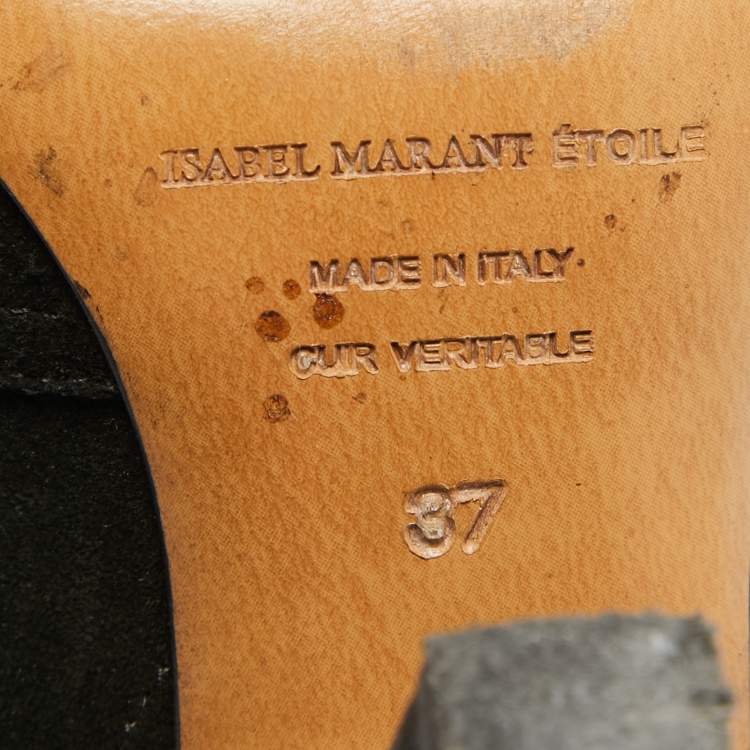 ISABEL MARANT ÉTOILE
MADE IN ITALY
CUIR VERITABLE
37